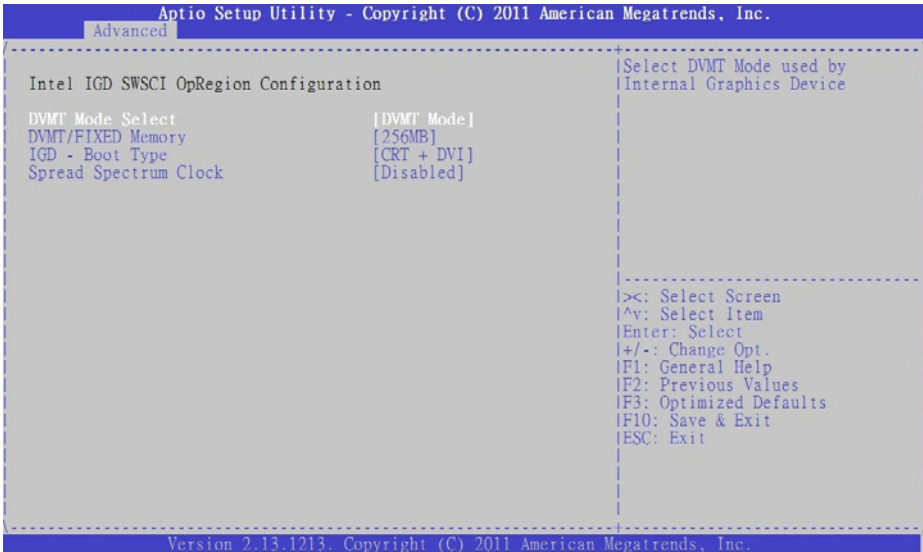 Aptio Setup Utility - Copyright (C) 2011 American Megatrends, Inc.
Advanced
Intel IGD SWSCI OpRegion Configuration
DVMT Mode Select [DVMT Mode]
DVMT/FIXED Memory [256MB]
IGD - Boot Type [CRT + DVI]
Spread Spectrum Clock [Disabled]
Select DVMT Mode used by
Internal Graphics Device
><: Select Screen
^v: Select Item
Enter: Select
+/-: Change Opt.
F1: General Help
F2: Previous Values
F3: Optimized Defaults
F10: Save & Exit
ESC: Exit
Version 2.13.1213. Copyright (C) 2011 American Megatrends, Inc.